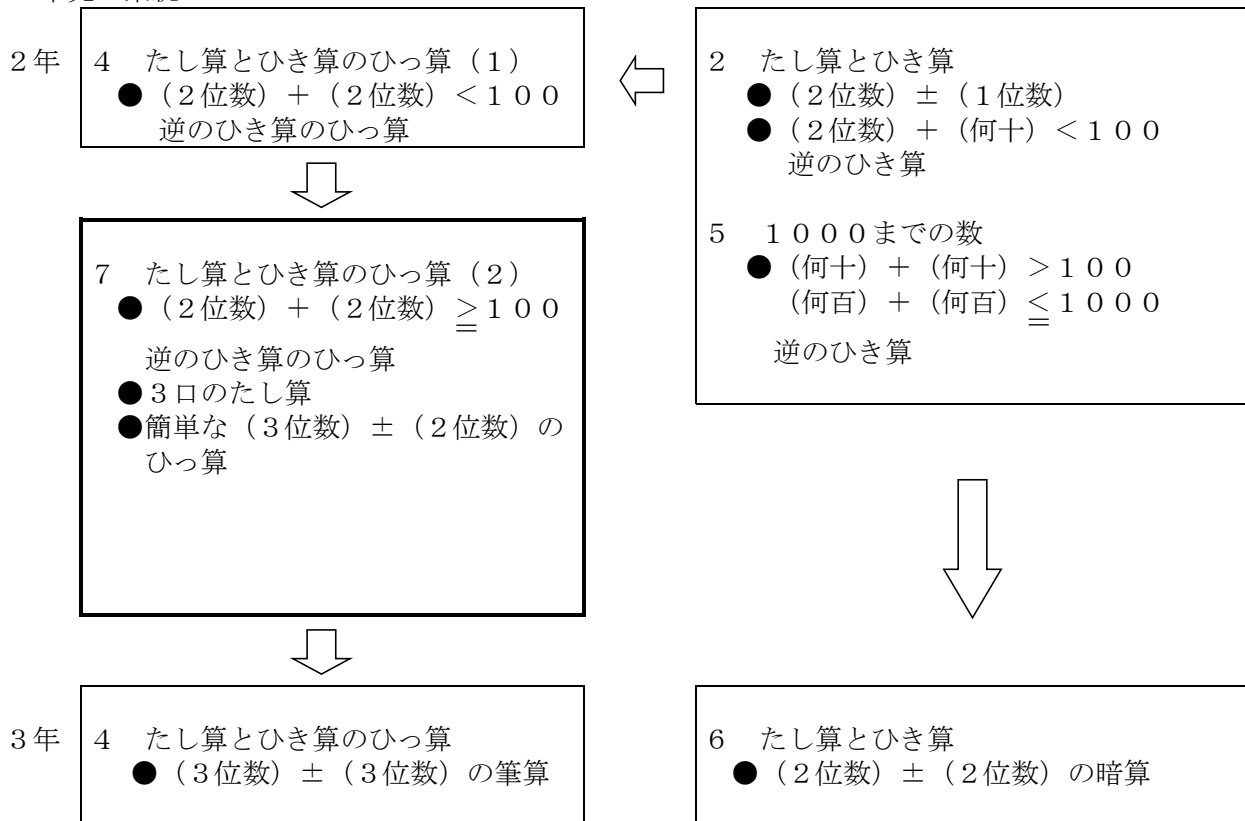 2年
4 たし算とひき算のひっ算(1)
●(2位数)+(2位数)<100
逆のひき算のひっ算
2 たし算とひき算
●(2位数)±(1位数)
●(2位数)+(何十)<100
逆のひき算
5 1000までの数
●(何十)+(何十)>100
(何百)+(何百)≦1000
逆のひき算
7 たし算とひき算のひっ算(2)
●(2位数)+(2位数)≧100
逆のひき算のひっ算
●3口のたし算
●簡単な(3位数)±(2位数)の
ひっ算
3年
4 たし算とひき算のひっ算
●(3位数)±(3位数)の筆算
6 たし算とひき算
●(2位数)±(2位数)の暗算